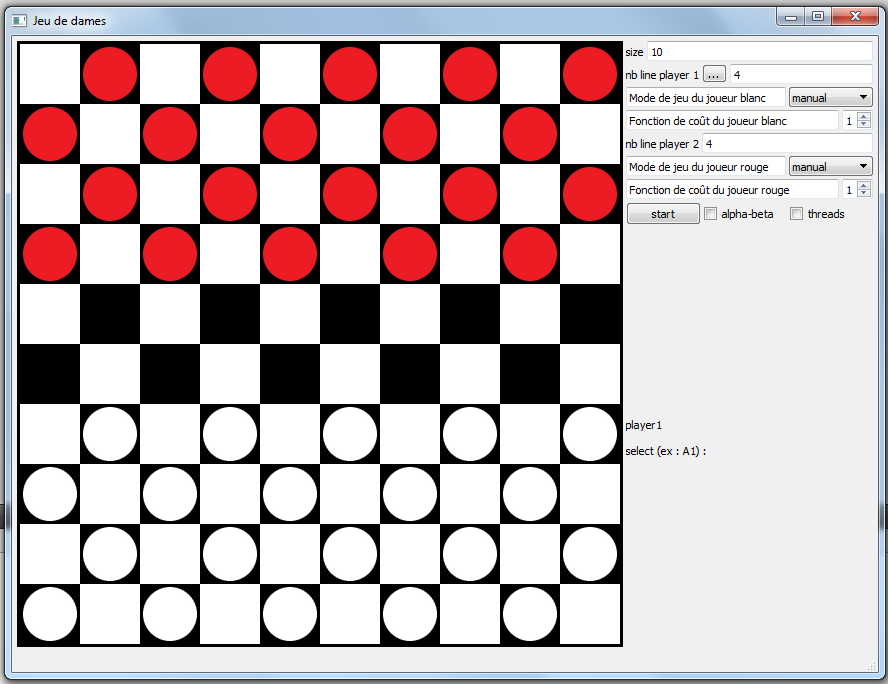 Jeu de dames
size 10
nb line player 1 ... 4
Mode de jeu du joueur blanc manual
Fonction de coût du joueur blanc 1
nb line player 2 4
Mode de jeu du joueur rouge manual
Fonction de coût du joueur rouge 1
start alpha-beta threads
player1
select (ex : A1) :